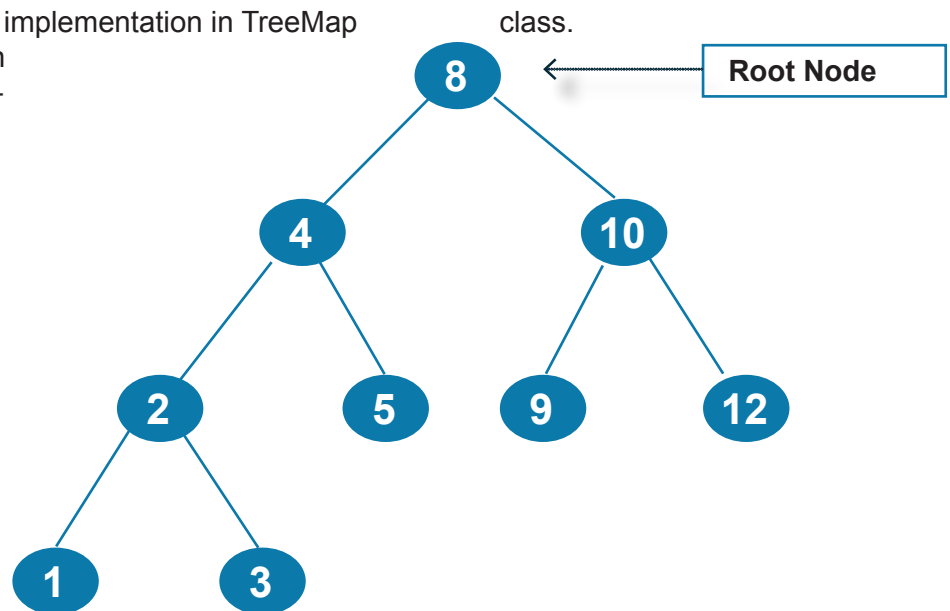 implementation in TreeMap class.
n
-
8
Root Node
4 10
2 5 9 12
1 3